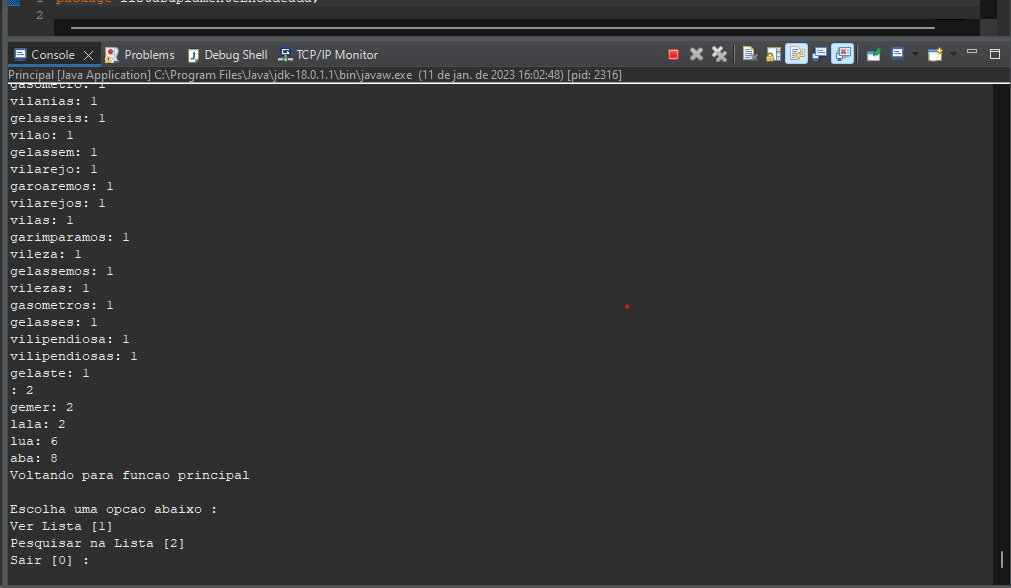 1 package listaDuplamenteEncadeada;
2
Console Problems Debug Shell TCP/IP Monitor
Principal [Java Application] C:\Program Files\Java\jdk-18.0.1.1\bin\javaw.exe (11 de jan. de 2023 16:02:48) [pid: 2316]
gasometro: 1
vilanias: 1
gelasseis: 1
vilao: 1
gelassem: 1
vilarejo: 1
garoaremos: 1
vilarejos: 1
vilas: 1
garimparamos: 1
vileza: 1
gelassemos: 1
vilezas: 1
gasometros: 1
gelasses: 1
vilipendiosa: 1
vilipendiosas: 1
gelaste: 1
: 2
gemer: 2
lala: 2
lua: 6
aba: 8
Voltando para funcao principal
Escolha uma opcao abaixo :
Ver Lista [1]
Pesquisar na Lista [2]
Sair [0] :